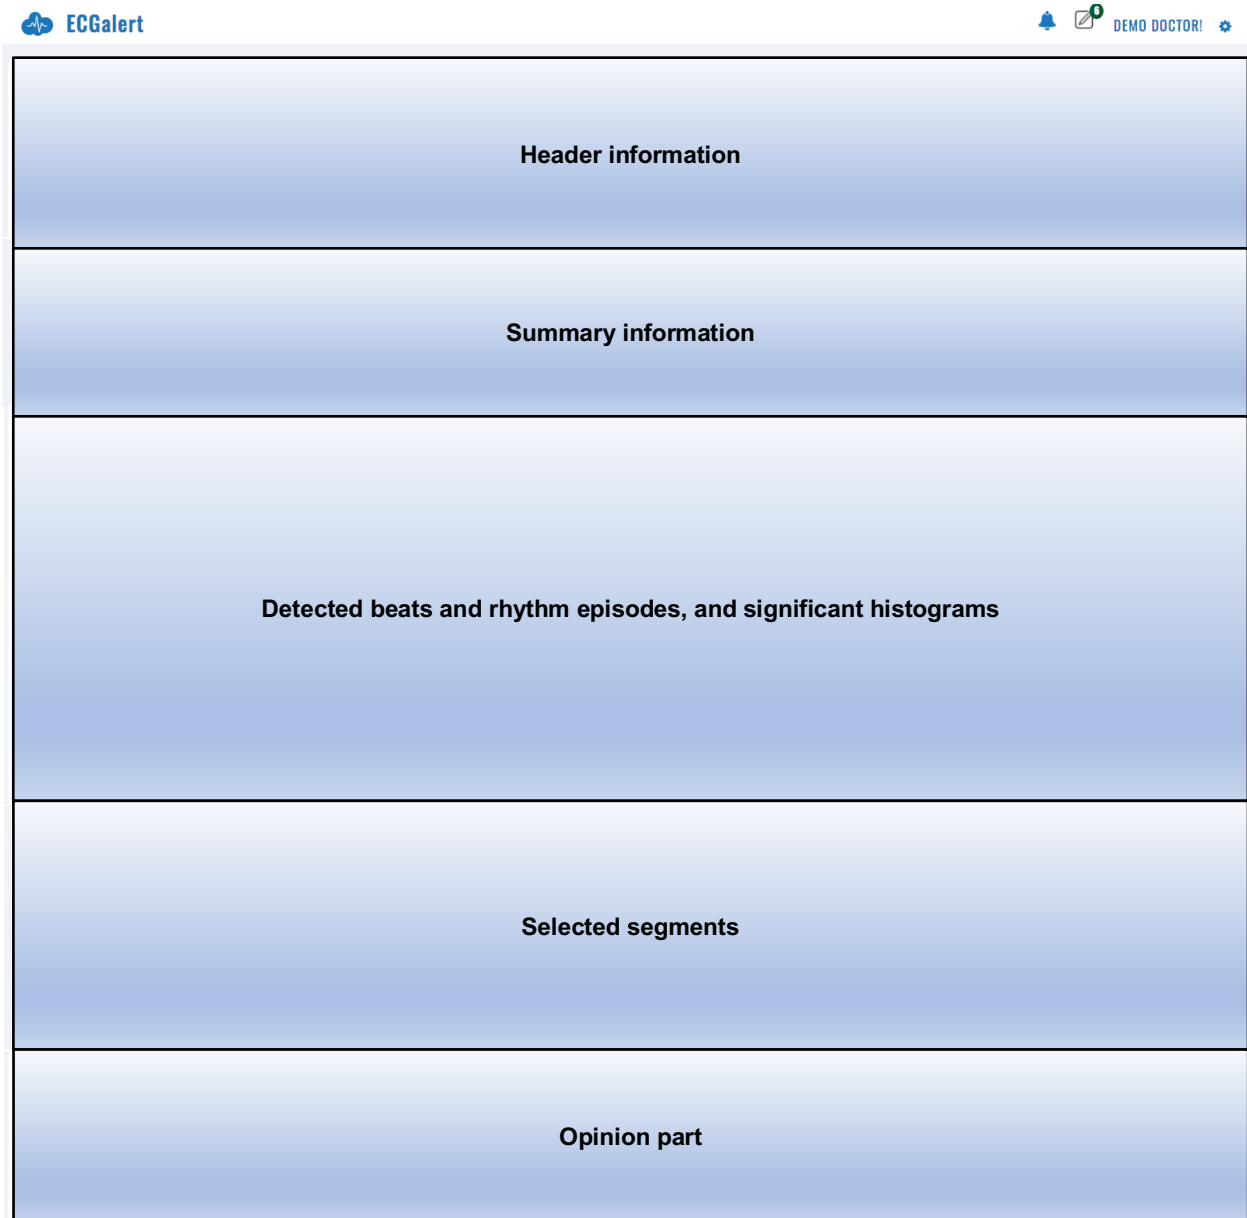 ECGalert
6
DEMO DOCTOR!
Header information
Summary information
Detected beats and rhythm episodes, and significant histograms
Selected segments
Opinion part